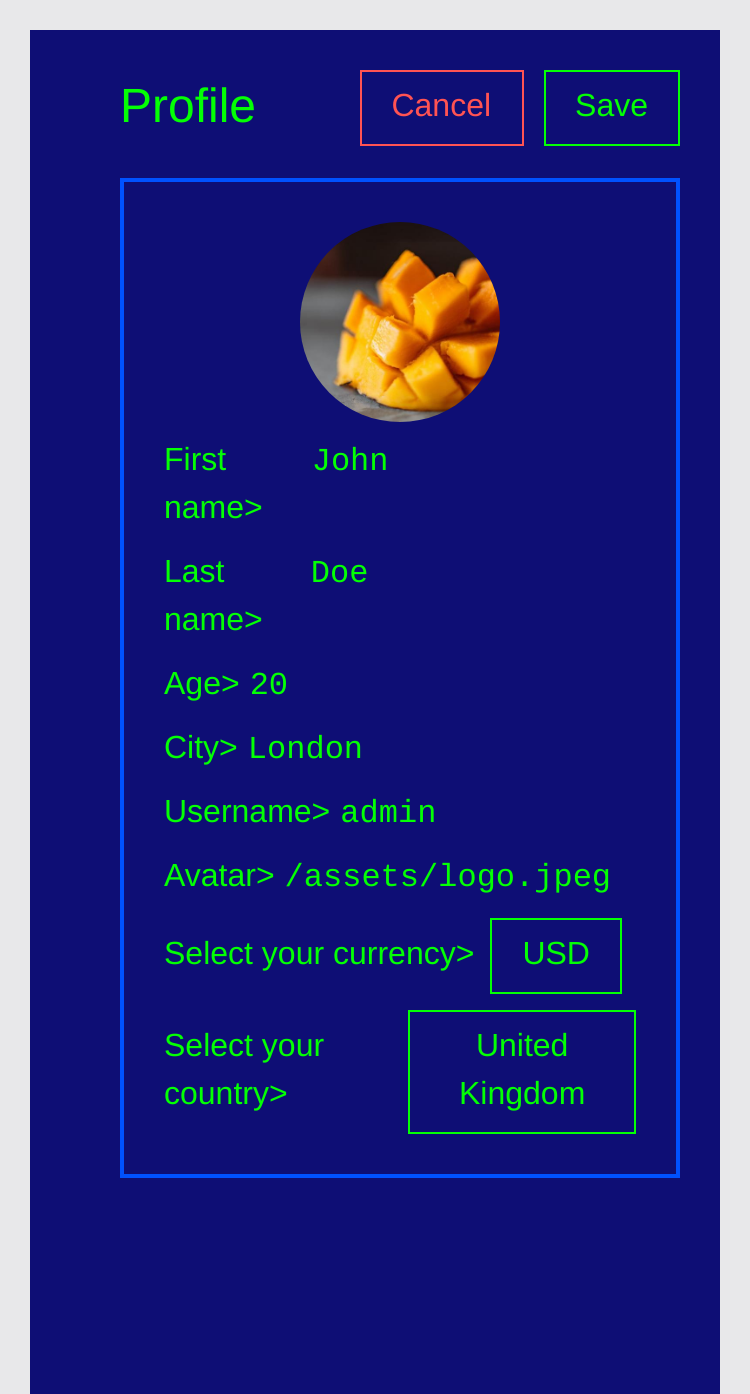 Profile
Cancel
Save
First
name>
John
Last
name>
Doe
Age> 20
City> London
Username> admin
Avatar> /assets/logo.jpeg
Select your currency> USD
Select your
country>
United
Kingdom